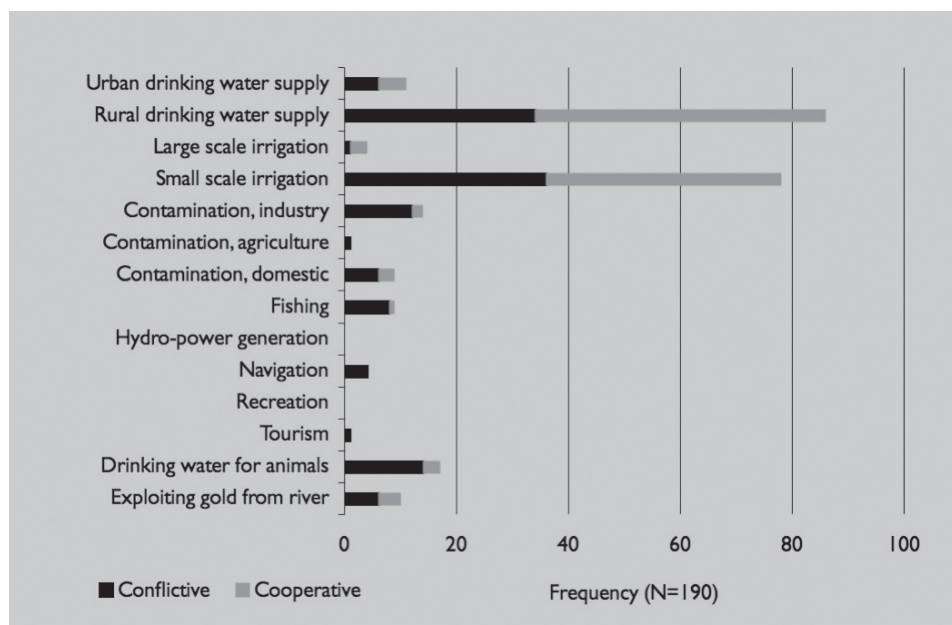 Urban drinking water supply
Rural drinking water supply
Large scale irrigation
Small scale irrigation
Contamination, industry
Contamination, agriculture
Contamination, domestic
Fishing
Hydro-power generation
Navigation
Recreation
Tourism
Drinking water for animals
Exploiting gold from river
0 20 40 60 80 100
Conflictive Cooperative Frequency (N=190)